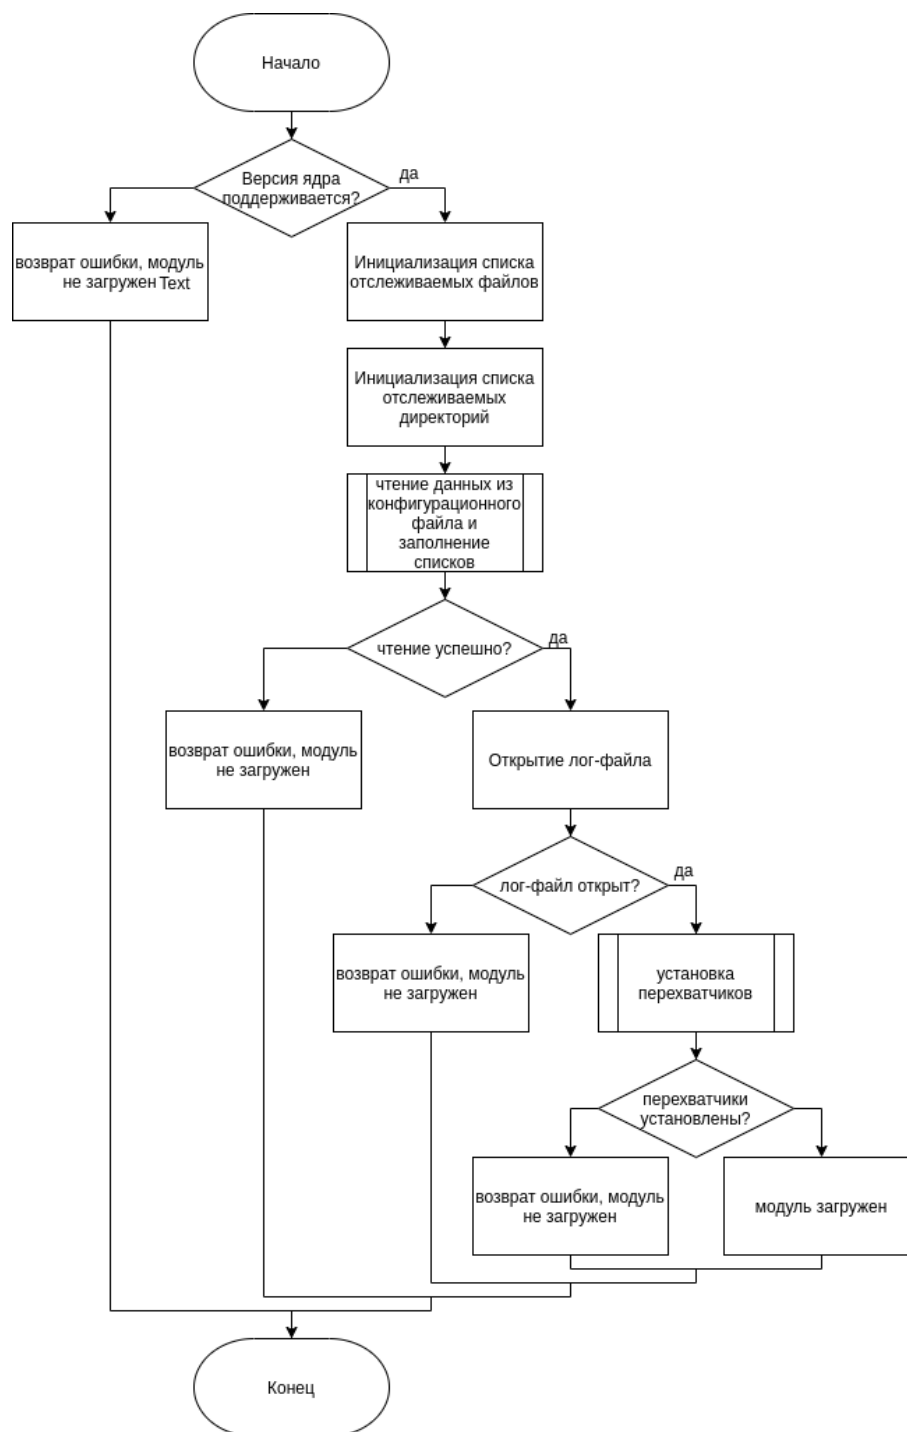 Начало
Версия ядра
поддерживается?
да
возврат ошибки, модуль
не загружен Text
Инициализация списка
отслеживаемых файлов
Инициализация списка
отслеживаемых
директорий
чтение данных из
конфигурационного
файла и
заполнение
списков
чтение успешно?
да
возврат ошибки, модуль
не загружен
Открытие лог-файла
лог-файл открыт?
да
возврат ошибки, модуль
не загружен
установка
перехватчиков
перехватчики
установлены?
возврат ошибки, модуль
не загружен
модуль загружен
Конец